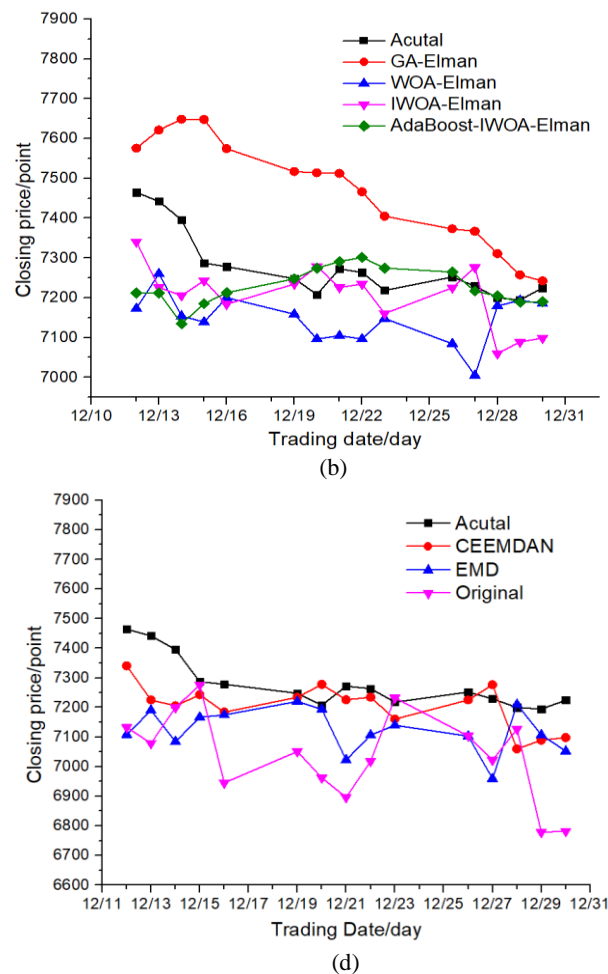 7900
7800
7700
7600
7500
7400
7300
7200
7100
7000
Closing price/point
Acutal
GA-Elman
WOA-Elman
IWOA-Elman
AdaBoost-IWOA-Elman
12/10 12/13 12/16 12/19 12/22 12/25 12/28 12/31
Trading date/day
(b)
7900
7800
7700
7600
7500
7400
7300
7200
7100
7000
6900
6800
6700
6600
Closing price/point
Acutal
CEEMDAN
EMD
Original
12/11 12/13 12/15 12/17 12/19 12/21 12/23 12/25 12/27 12/29 12/31
Trading Date/day
(d)